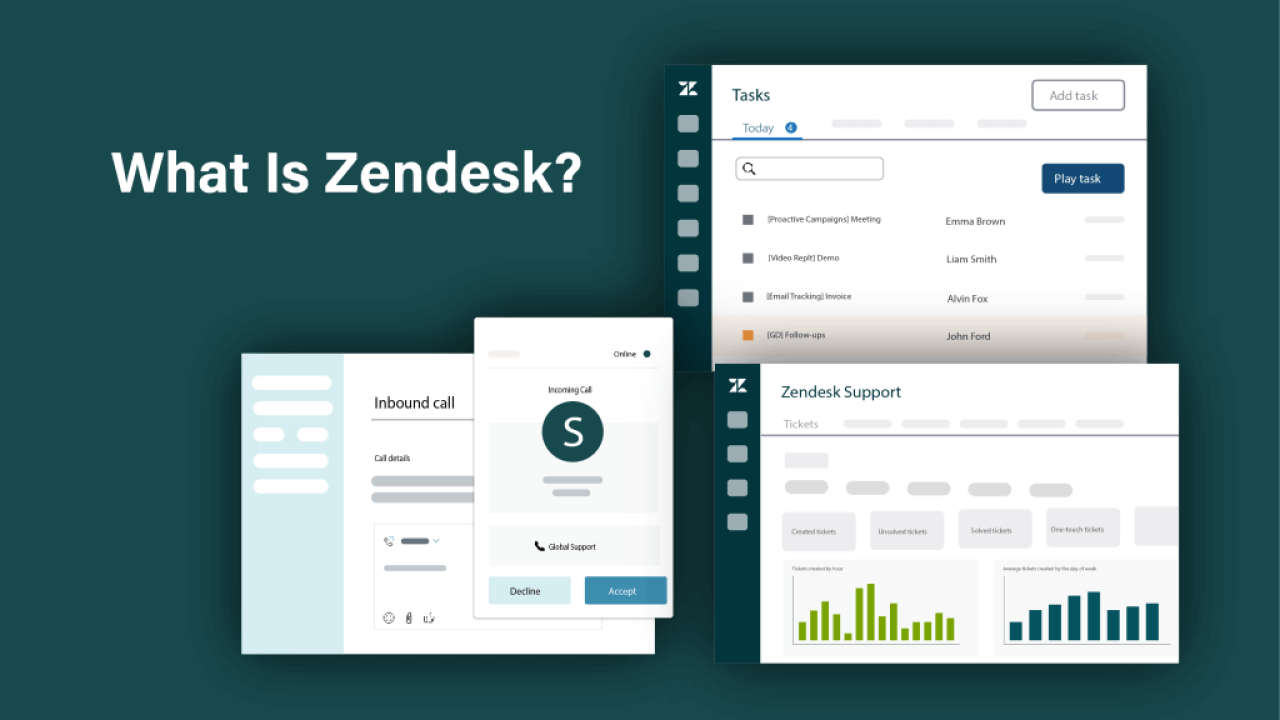 What Is Zendesk?
Tasks
Add task
Today 4
Play task
[Proactive Campaigns] Meeting Emma Brown
[Video Replt] Demo Liam Smith
[Email Tracking] Invoice Alvin Fox
[GD] Follow-ups John Ford
Inbound call
Call details
Online
Incoming Call
S
Global Support
Decline Accept
Zendesk Support
Tickets
Created tickets Unsolved tickets Solved tickets One-touch tickets
Tickets created by hour Average tickets created by the day of week